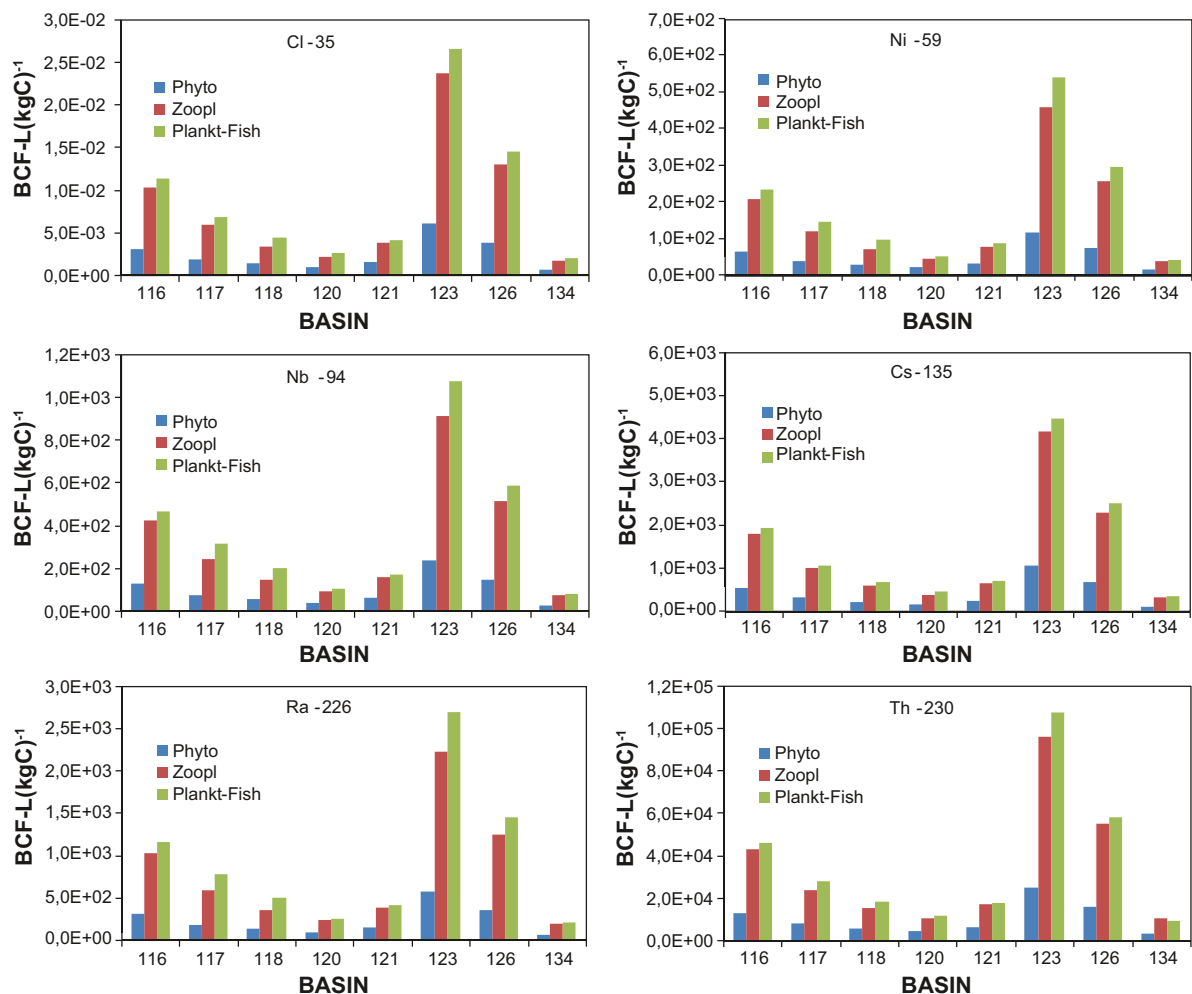 Cl-35
BCF-L(kgC)-1
3,0E-02
2,5E-02
2,0E-02
1,5E-02
1,0E-02
5,0E-03
0,0E+00
Phyto
Zoopl
Plankt-Fish
116 117 118 120 121 123 126 134
BASIN
Ni -59
BCF-L(kgC)-1
7,0E+02
6,0E+02
5,0E+02
4,0E+02
3,0E+02
2,0E+02
1,0E+02
0,0E+00
Phyto
Zoopl
Plankt-Fish
116 117 118 120 121 123 126 134
BASIN
Nb -94
BCF-L(kgC)-1
1,2E+03
1,0E+03
8,0E+02
6,0E+02
4,0E+02
2,0E+02
0,0E+00
Phyto
Zoopl
Plankt-Fish
116 117 118 120 121 123 126 134
BASIN
Cs-135
BCF-L(kgC)-1
6,0E+03
5,0E+03
4,0E+03
3,0E+03
2,0E+03
1,0E+03
0,0E+00
Phyto
Zoopl
Plankt-Fish
116 117 118 120 121 123 126 134
BASIN
Ra -226
BCF-L(kgC)-1
3,0E+03
2,5E+03
2,0E+03
1,5E+03
1,0E+03
5,0E+02
0,0E+00
Phyto
Zoopl
Plankt-Fish
116 117 118 120 121 123 126 134
BASIN
Th -230
BCF-L(kgC)-1
1,2E+05
1,0E+05
8,0E+04
6,0E+04
4,0E+04
2,0E+04
0,0E+00
Phyto
Zoopl
Plankt-Fish
116 117 118 120 121 123 126 134
BASIN